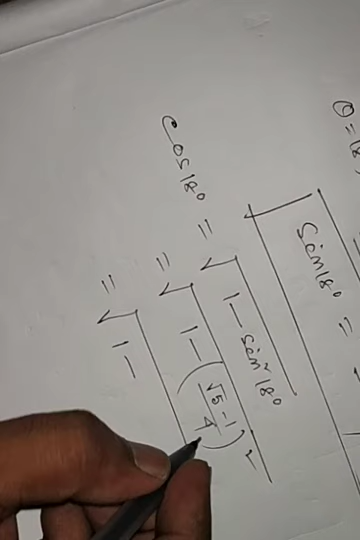 θ = 18°
sin18° =
cos18° = √(1 - sin²18°)
= √(1 - ((√5 - 1)/4)²)
= √(1 -